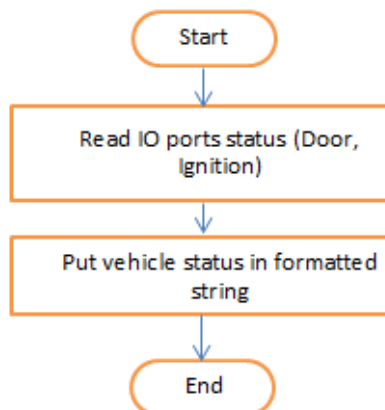 Start
Read IO ports status (Door,
Ignition)
Put vehicle status in formatted
string
End